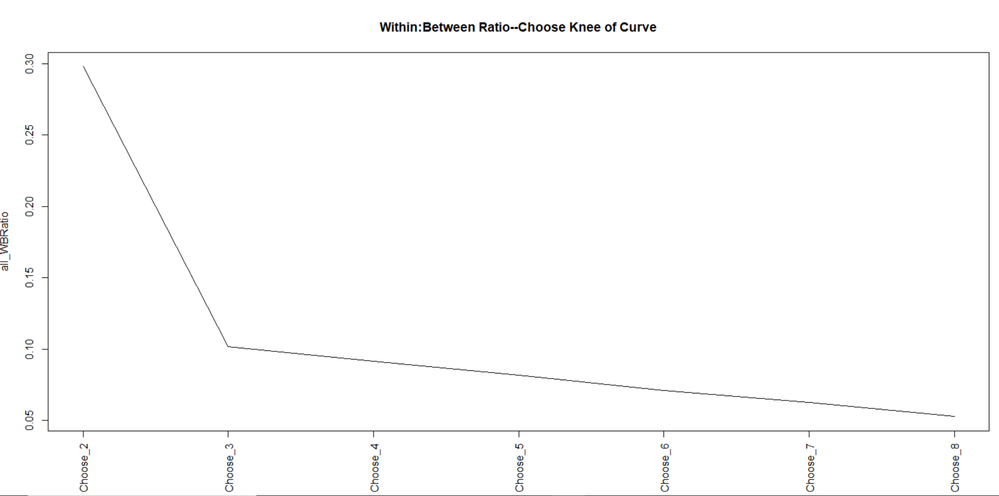 Within:Between Ratio--Choose Knee of Curve
all_WBRatio
0.30
0.25
0.20
0.15
0.10
0.05
Choose_2
Choose_3
Choose_4
Choose_5
Choose_6
Choose_7
Choose_8